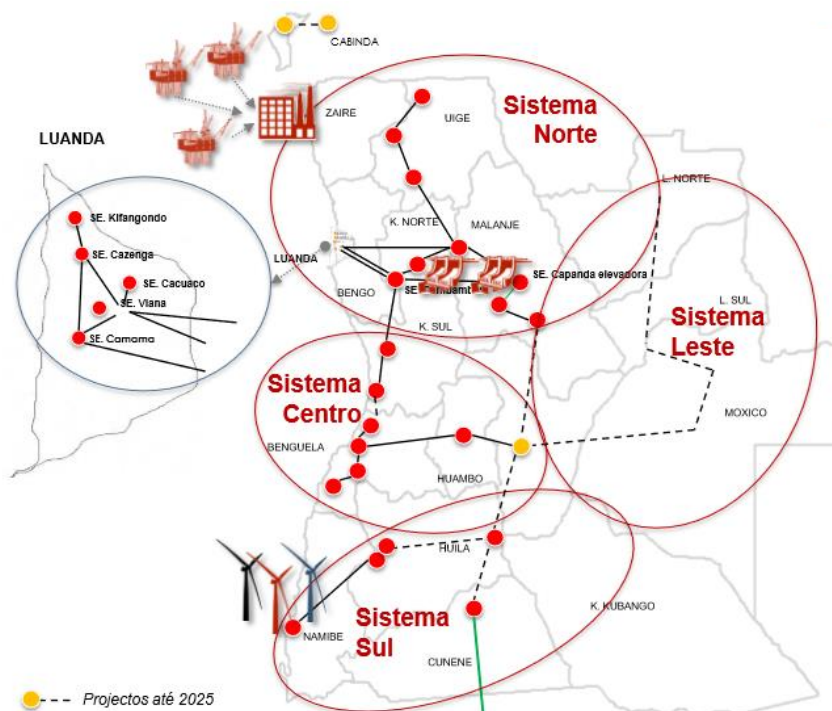 CABINDA
ZAIRE
UIGE
Sistema
Norte
LUANDA
L. NORTE
K. NORTE
MALANJE
SE. Kifangondo
SE. Cazenga
SE. Cacuaco
SE. Viana
SE. Camama
LUANDA
BENGO
SE. Capanda elevadora
K. SUL
L. SUL
Sistema
Leste
MOXICO
Sistema
Centro
BENGUELA
HUAMBO
HUILA
Sistema
Sul
NAMIBE
K. KUBANGO
CUNENE
Projectos até 2025